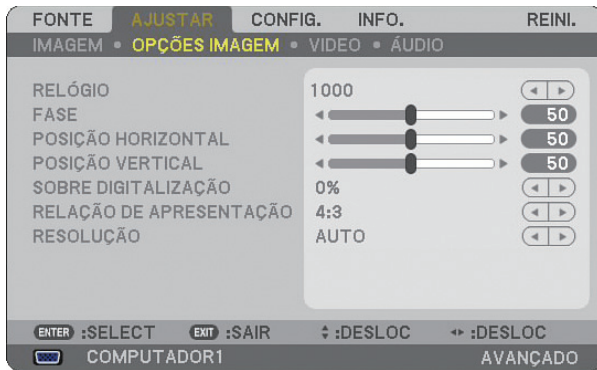 FONTE AJUSTAR CONFIG. INFO. REINI.
IMAGEM • OPÇÕES IMAGEM • VIDEO • ÁUDIO
RELÓGIO 1000
FASE 50
POSIÇÃO HORIZONTAL 50
POSIÇÃO VERTICAL 50
SOBRE DIGITALIZAÇÃO 0%
RELAÇÃO DE APRESENTAÇÃO 4:3
RESOLUÇÃO AUTO
ENTER :SELECT EXIT :SAIR :DESLOC :DESLOC
COMPUTADOR1 AVANÇADO